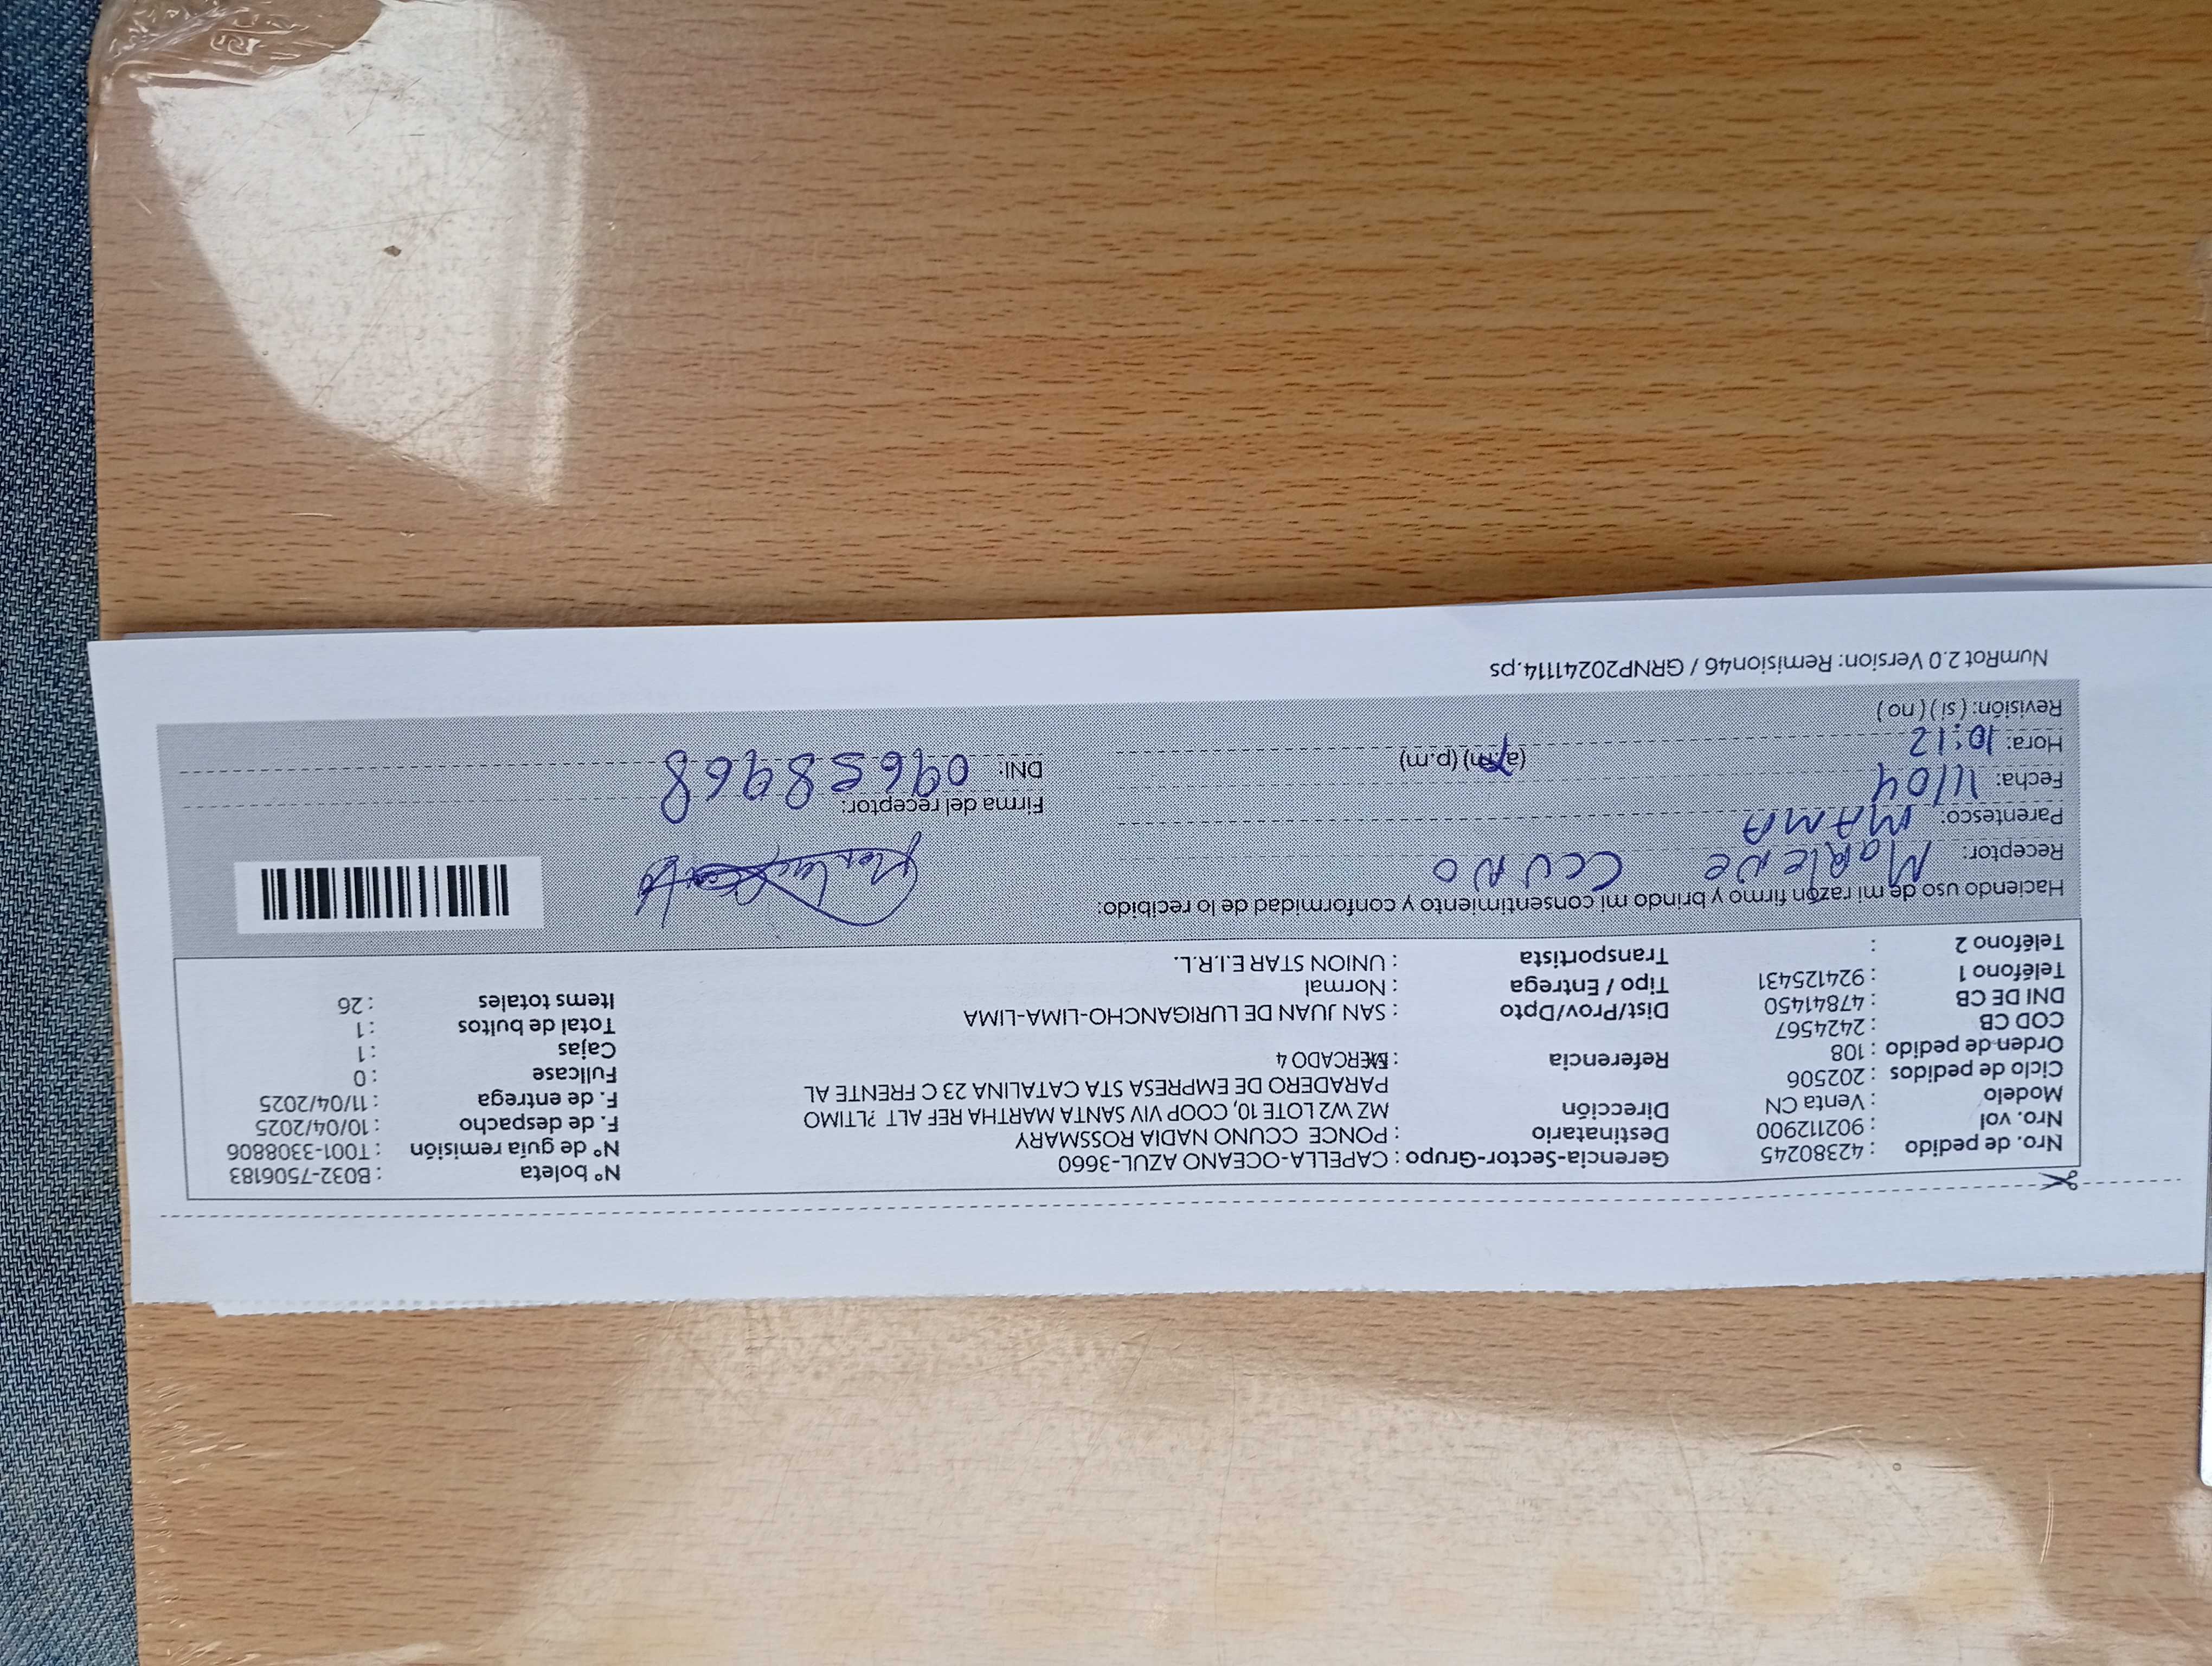 Nro. de pedido : 42380245
Nro. vol : 902112900
Modelo : Venta CN
Ciclo de pedidos : 202506
Orden de pedido : 108
COD CB : 2424567
DNI DE CB : 47841450
Teléfono 1 : 924125431
Teléfono 2 :
Gerencia-Sector-Grupo : CAPELLA-OCEANO AZUL-3660
Destinatario : PONCE CCUNO NADIA ROSSMARY
Dirección MZ W2 LOTE 10, COOP VIV SANTA MARTHA REF ALT ?LTIMO
PARADERO DE EMPRESA STA CATALINA 23 C FRENTE AL
Referencia : MERCADO 4
Dist/Prov/Dpto : SAN JUAN DE LURIGANCHO-LIMA-LIMA
Tipo / Entrega : Normal
Transportista : UNION STAR E.I.R.L.
N° boleta : B032-7506183
N° de guía remisión : T001-3308806
F. de despacho : 10/04/2025
F. de entrega : 11/04/2025
Fullcase : 0
Cajas : 1
Total de bultos : 1
Items totales : 26
Haciendo uso de mi razón firmo y brindo mi consentimiento y conformidad de lo recibido:
Receptor: MaRleNe CCUNO
Parentesco: MAMA
Fecha: 11/04
Hora: 10:12 (a.m) (p.m)
Revisión: ( si ) ( no )
Firma del receptor:
DNI: 09658968
NumRot 2.0 Version: Remision46 / GRNP20241114.ps